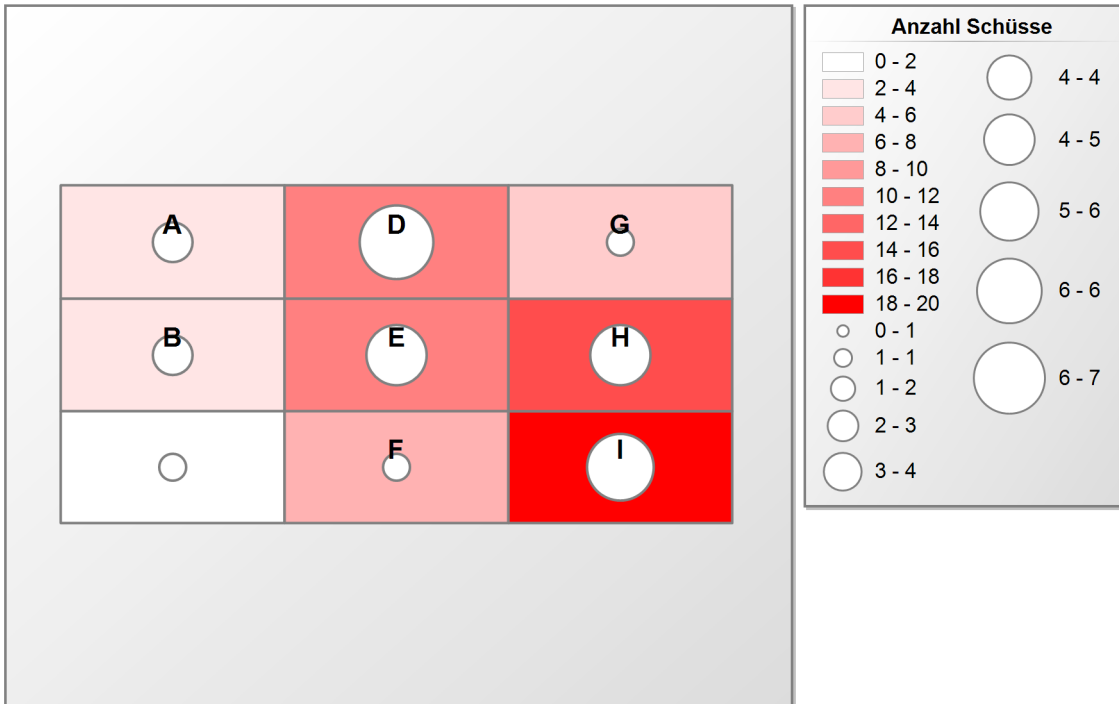 Anzahl Schüsse
0 - 2
2 - 4
4 - 6
6 - 8
8 - 10
10 - 12
12 - 14
14 - 16
16 - 18
18 - 20
0 - 1
1 - 1
1 - 2
2 - 3
3 - 4
4 - 4
4 - 5
5 - 6
6 - 6
6 - 7
A D G
B E H
F I